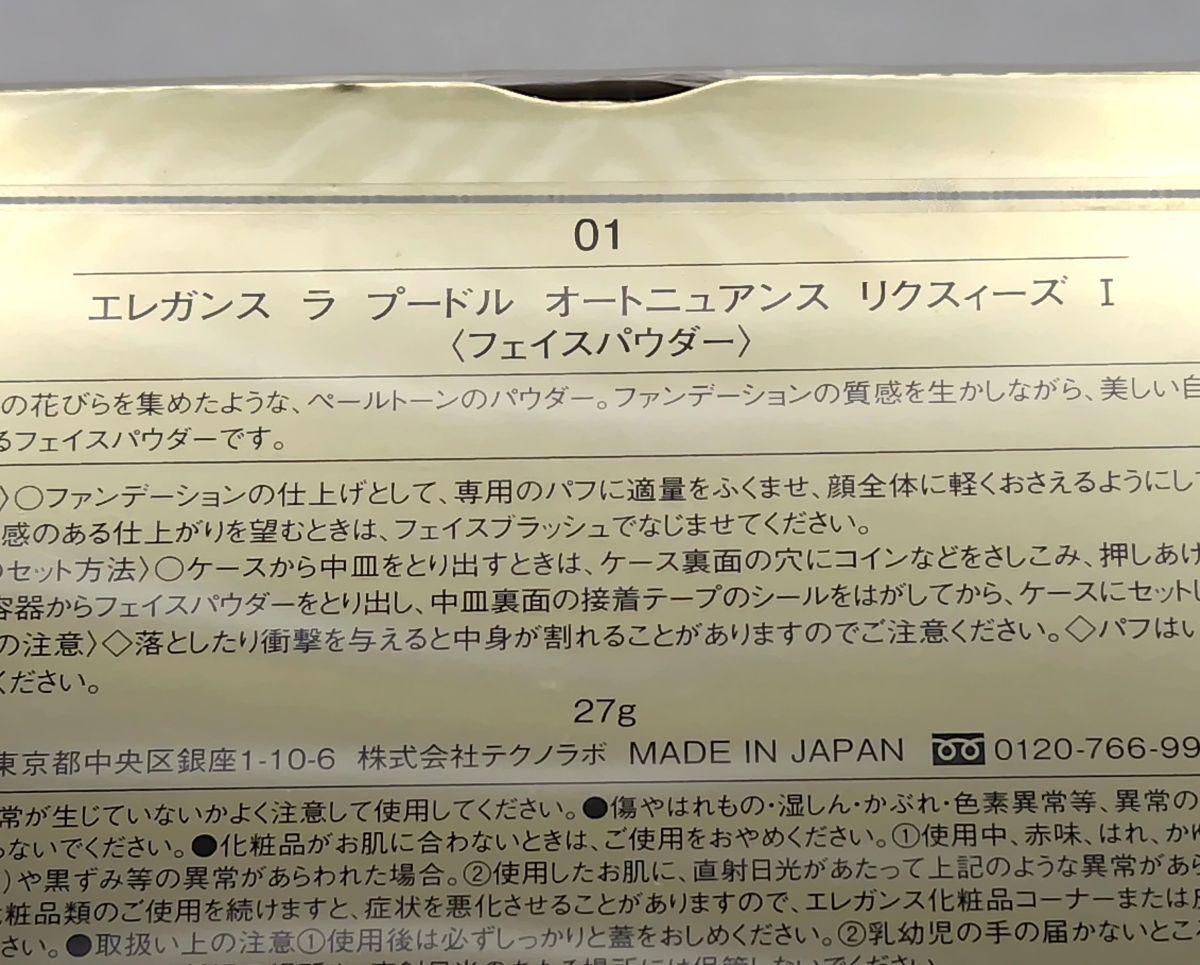 01
エレガンス ラ プードル オートニュアンス リクスィーズ I
〈フェイスパウダー〉
の花びらを集めたような、ペールトーンのパウダー。ファンデーションの質感を生かしながら、美しい自
るフェイスパウダーです。
〉○ファンデーションの仕上げとして、専用のパフに適量をふくませ、顔全体に軽くおさえるようにして
感のある仕上がりを望むときは、フェイスブラッシュでなじませてください。
のセット方法〉○ケースから中皿をとり出すときは、ケース裏面の穴にコインなどをさしこみ、押しあけ
容器からフェイスパウダーをとり出し、中皿裏面の接着テープのシールをはがしてから、ケースにセットし
の注意〉◇落としたり衝撃を与えると中身が割れることがありますのでご注意ください。◇パフはい
ください。
27g
東京都中央区銀座1-10-6 株式会社テクノラボ MADE IN JAPAN 0120-766-99
常が生じていないかよく注意して使用してください。●傷やはれもの・湿しん・かぶれ・色素異常等、異常の
らないでください。●化粧品がお肌に合わないときは、ご使用をおやめください。①使用中、赤味、はれ、かゆ
)や黒ずみ等の異常があらわれた場合。②使用したお肌に、直射日光があたって上記のような異常があら
化粧品類のご使用を続けますと、症状を悪化させることがありますので、エレガンス化粧品コーナーまたは皮
さい。●取扱い上の注意①使用後は必ずしっかりと蓋をおしめください。②乳幼児の手の届かないところ
場所には保管しないでください。